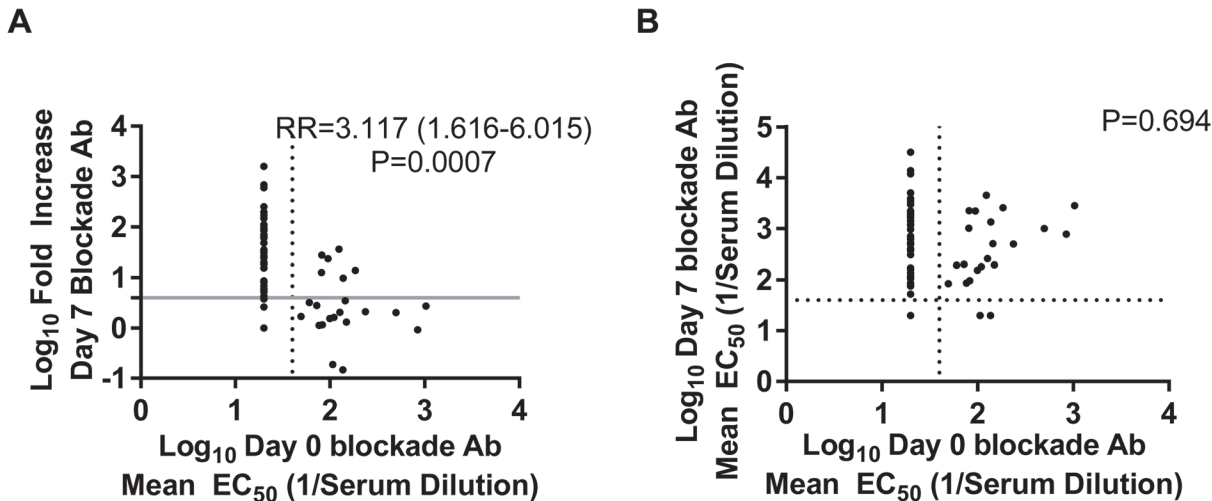 A
Log10 Fold Increase
Day 7 Blockade Ab
RR=3.117 (1.616-6.015)
P=0.0007
4
3
2
1
0
-1
0 1 2 3 4
Log10 Day 0 blockade Ab
Mean EC50 (1/Serum Dilution)
B
Log10 Day 7 blockade Ab
Mean EC50 (1/Serum Dilution)
P=0.694
5
4
3
2
1
0
0 1 2 3 4
Log10 Day 0 blockade Ab
Mean EC50 (1/Serum Dilution)